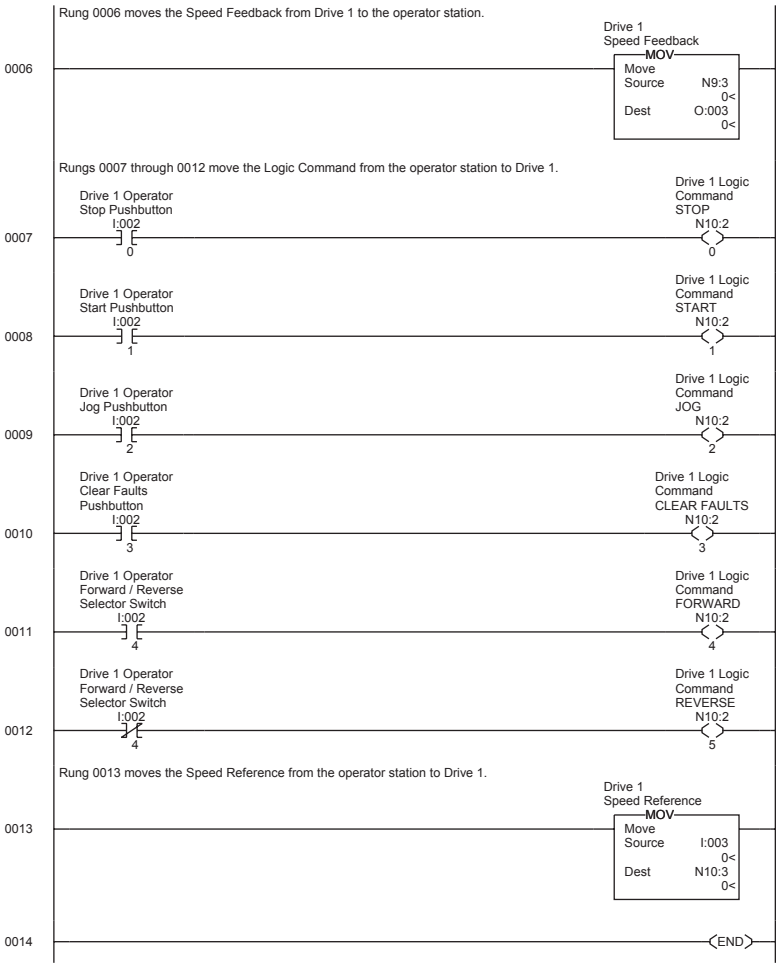 Rung 0006 moves the Speed Feedback from Drive 1 to the operator station.
Drive 1
Speed Feedback
MOV
0006
Move
Source N9:3
0<
Dest O:003
0<
Rungs 0007 through 0012 move the Logic Command from the operator station to Drive 1.
Drive 1 Operator
Stop Pushbutton
I:002
0
Drive 1 Logic
Command
STOP
N10:2
0
0007
Drive 1 Operator
Start Pushbutton
I:002
1
Drive 1 Logic
Command
START
N10:2
1
0008
Drive 1 Operator
Jog Pushbutton
I:002
2
Drive 1 Logic
Command
JOG
N10:2
2
0009
Drive 1 Operator
Clear Faults
Pushbutton
I:002
3
Drive 1 Logic
Command
CLEAR FAULTS
N10:2
3
0010
Drive 1 Operator
Forward / Reverse
Selector Switch
I:002
4
Drive 1 Logic
Command
FORWARD
N10:2
4
0011
Drive 1 Operator
Forward / Reverse
Selector Switch
I:002
4
Drive 1 Logic
Command
REVERSE
N10:2
5
0012
Rung 0013 moves the Speed Reference from the operator station to Drive 1.
Drive 1
Speed Reference
MOV
0013
Move
Source I:003
0<
Dest N10:3
0<
0014
END